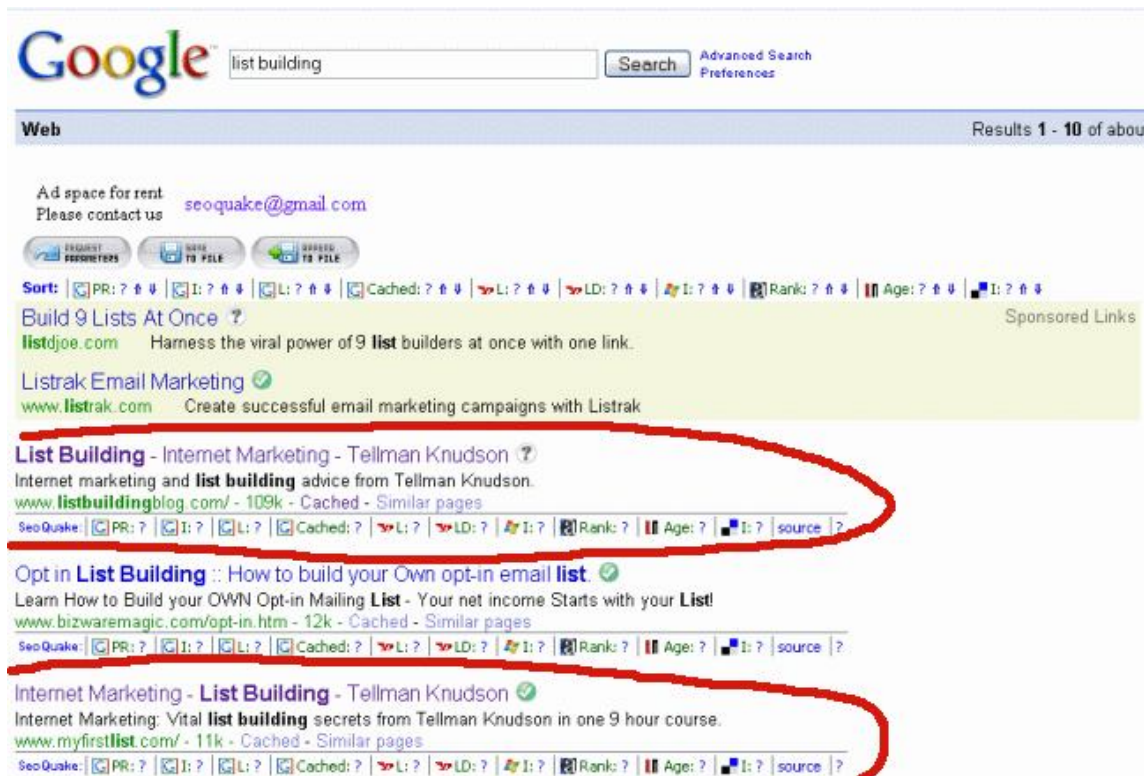 Google™ list building Search Advanced Search
Preferences
Web Results 1 - 10 of abou
Ad space for rent
Please contact us seoquake@gmail.com
REQUEST PARAMETERS SAVE TO FILE APPEND TO FILE
Sort: PR: ? I: ? L: ? Cached: ? L: ? LD: ? I: ? Rank: ? Age: ? I: ?
Build 9 Lists At Once ? Sponsored Links
listdjoe.com Harness the viral power of 9 list builders at once with one link.
Listrak Email Marketing
www.listrak.com Create successful email marketing campaigns with Listrak
List Building - Internet Marketing - Tellman Knudson ?
Internet marketing and list building advice from Tellman Knudson.
www.listbuildingblog.com/ - 109k - Cached - Similar pages
SeoQuake: PR: ? I: ? L: ? Cached: ? L: ? LD: ? I: ? Rank: ? Age: ? I: ? source ?
Opt in List Building :: How to build your Own opt-in email list.
Learn How to Build your OWN Opt-in Mailing List - Your net income Starts with your List!
www.bizwaremagic.com/opt-in.htm - 12k - Cached - Similar pages
SeoQuake: PR: ? I: ? L: ? Cached: ? L: ? LD: ? I: ? Rank: ? Age: ? I: ? source ?
Internet Marketing - List Building - Tellman Knudson
Internet Marketing: Vital list building secrets from Tellman Knudson in one 9 hour course.
www.myfirstlist.com/ - 11k - Cached - Similar pages
SeoQuake: PR: ? I: ? L: ? Cached: ? L: ? LD: ? I: ? Rank: ? Age: ? I: ? source ?